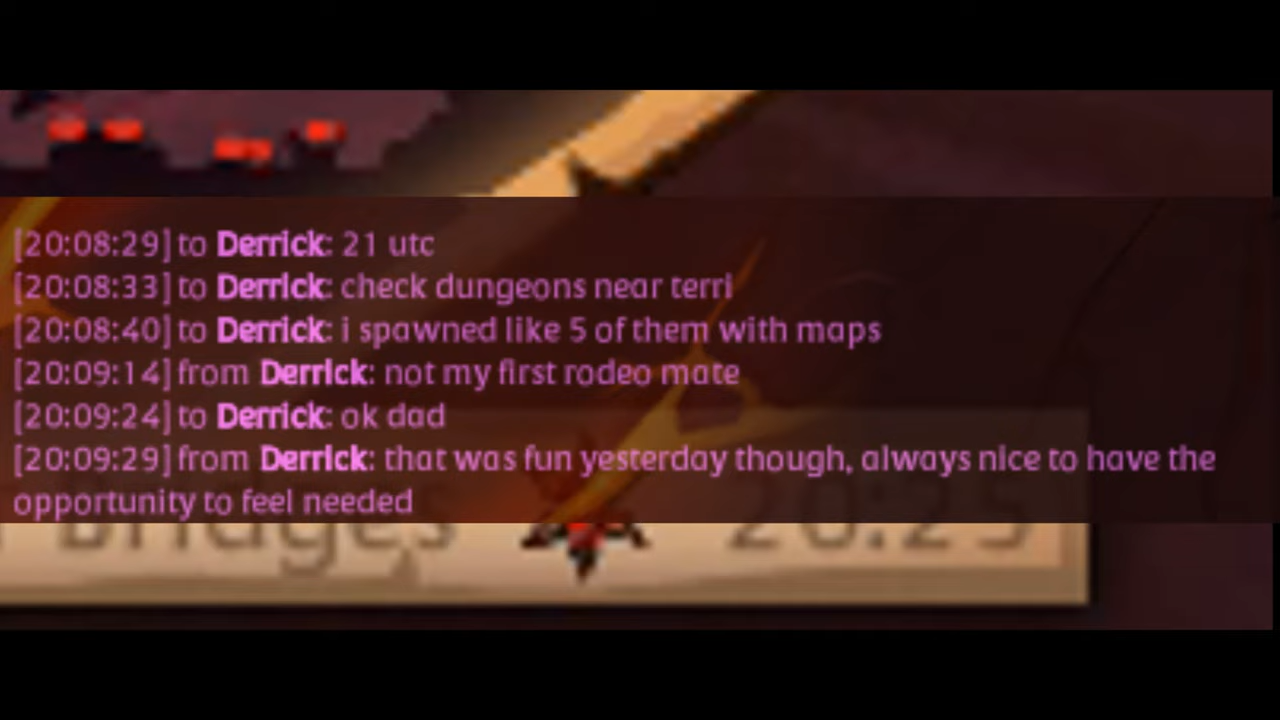 [20:08:29] to Derrick: 21 utc
[20:08:33] to Derrick: check dungeons near terri
[20:08:40] to Derrick: i spawned like 5 of them with maps
[20:09:14] from Derrick: not my first rodeo mate
[20:09:24] to Derrick: ok dad
[20:09:29] from Derrick: that was fun yesterday though, always nice to have the
opportunity to feel needed
Bridges 20:25